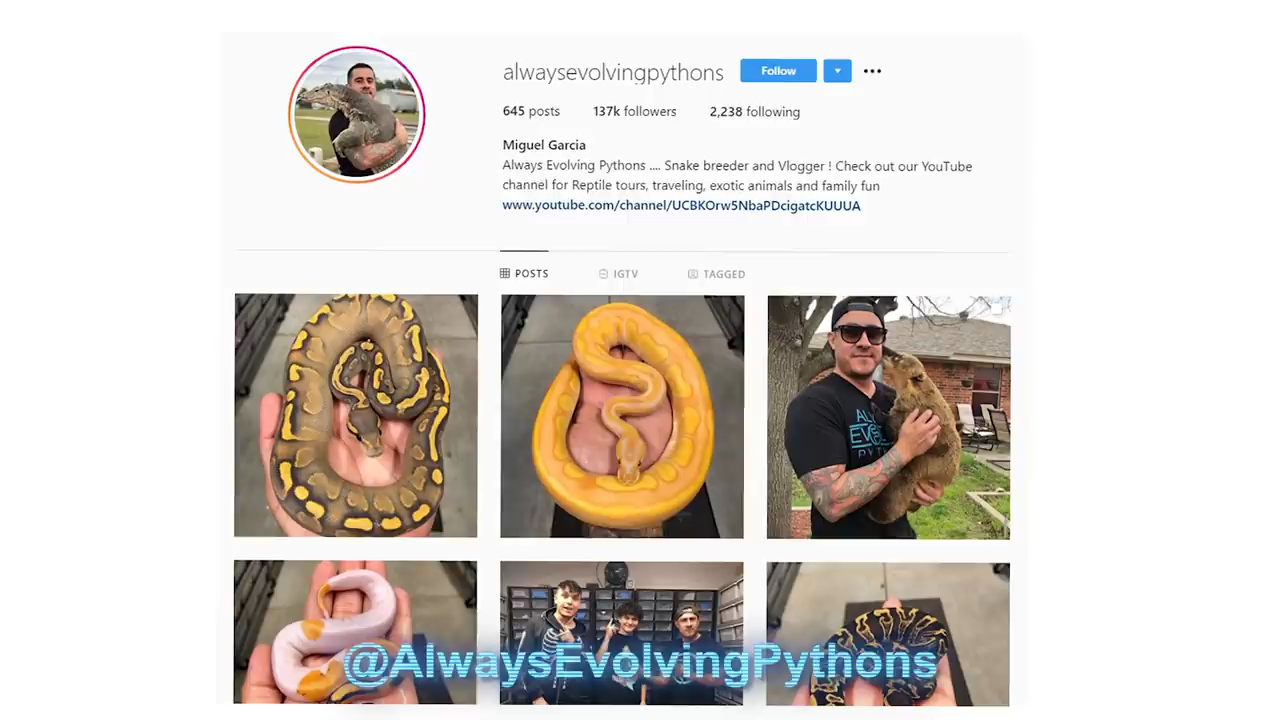 alwaysevolvingpythons Follow
645 posts 137k followers 2,238 following
Miguel Garcia
Always Evolving Pythons .... Snake breeder and Vlogger ! Check out our YouTube
channel for Reptile tours, traveling, exotic animals and family fun
www.youtube.com/channel/UCBKOrw5NbaPDcigatcKUUUA
POSTS IGTV TAGGED
@AlwaysEvolvingPythons